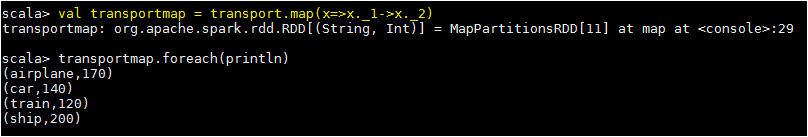 scala> val transportmap = transport.map(x=>x._1->x._2)
transportmap: org.apache.spark.rdd.RDD[(String, Int)] = MapPartitionsRDD[11] at map at <console>:29
scala> transportmap.foreach(println)
(airplane,170)
(car,140)
(train,120)
(ship,200)